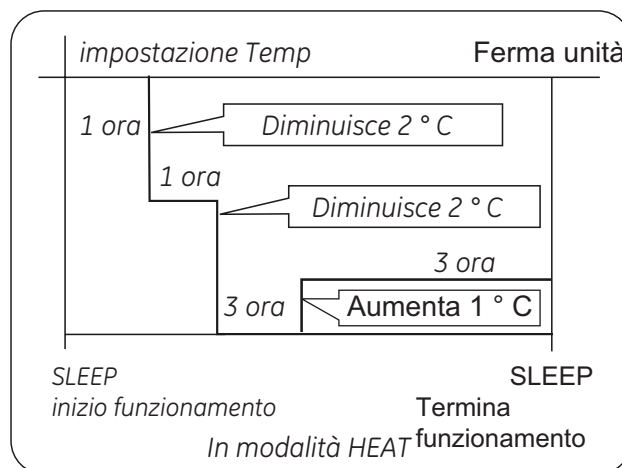 impostazione Temp
Ferma unità
1 ora
Diminuisce 2 ° C
1 ora
Diminuisce 2 ° C
3 ora
3 ora
Aumenta 1 ° C
SLEEP
inizio funzionamento
SLEEP
Termina
funzionamento
In modalità HEAT